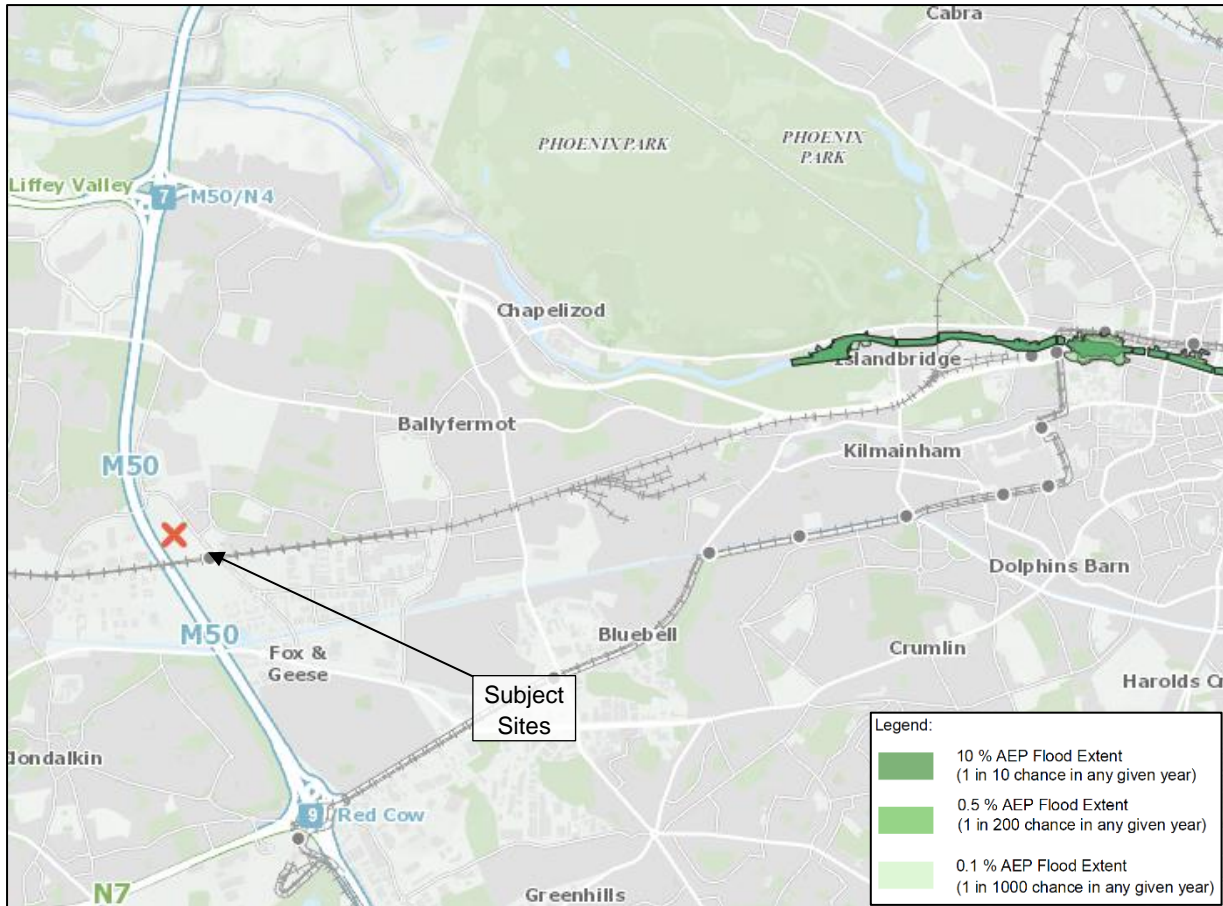 Cabra
PHOENIX PARK
PHOENIX
PARK
Liffey Valley
7
M50/N4
Chapelizod
Islandbridge
Ballyfermot
Kilmainham
M50
Dolphins Barn
M50
Bluebell
Fox &
Geese
Crumlin
Harolds Cr
Subject
Sites
dondalkin
9
Red Cow
N7
Greenhills
Legend:
10 % AEP Flood Extent
(1 in 10 chance in any given year)
0.5 % AEP Flood Extent
(1 in 200 chance in any given year)
0.1 % AEP Flood Extent
(1 in 1000 chance in any given year)